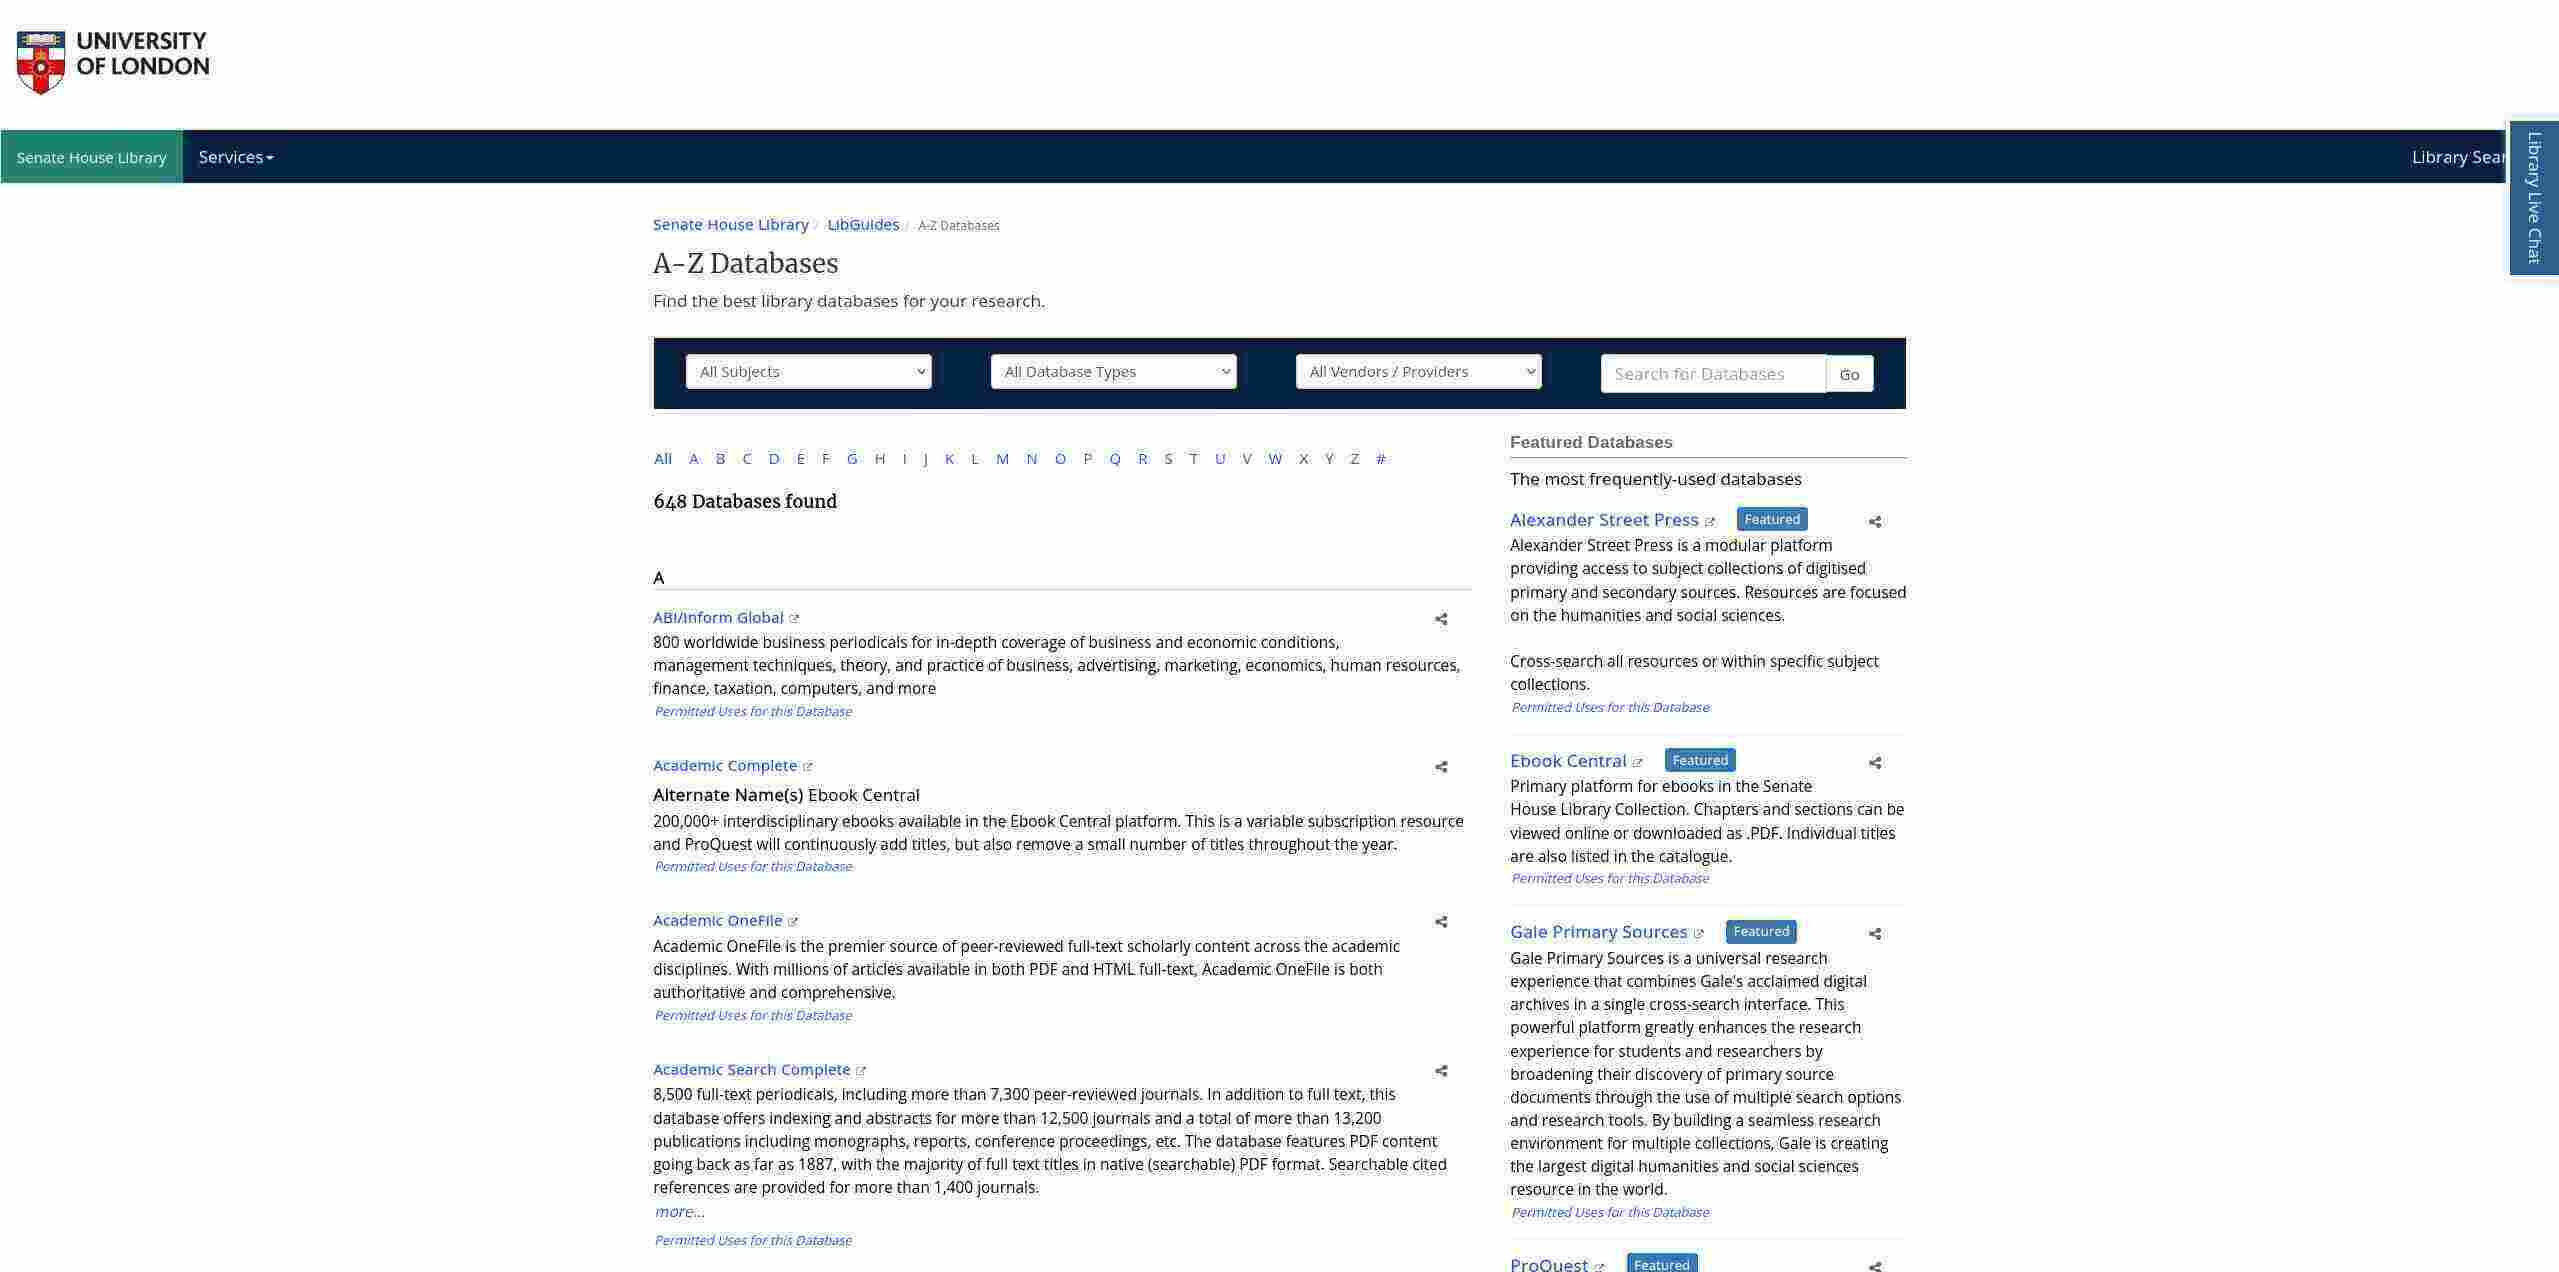 UNIVERSITY
OF LONDON
Senate House Library
Services
Library Sear
Library Live Chat
Senate House Library / LibGuides / A-Z Databases
A-Z Databases
Find the best library databases for your research.
All Subjects
All Database Types
All Vendors / Providers
Search for Databases
Go
All A B C D E F G H I J K L M N O P Q R S T U V W X Y Z #
648 Databases found
A
ABI/Inform Global
800 worldwide business periodicals for in-depth coverage of business and economic conditions,
management techniques, theory, and practice of business, advertising, marketing, economics, human resources,
finance, taxation, computers, and more
Permitted Uses for this Database
Academic Complete
Alternate Name(s) Ebook Central
200,000+ interdisciplinary ebooks available in the Ebook Central platform. This is a variable subscription resource
and ProQuest will continuously add titles, but also remove a small number of titles throughout the year.
Permitted Uses for this Database
Academic OneFile
Academic OneFile is the premier source of peer-reviewed full-text scholarly content across the academic
disciplines. With millions of articles available in both PDF and HTML full-text, Academic OneFile is both
authoritative and comprehensive.
Permitted Uses for this Database
Academic Search Complete
8,500 full-text periodicals, including more than 7,300 peer-reviewed journals. In addition to full text, this
database offers indexing and abstracts for more than 12,500 journals and a total of more than 13,200
publications including monographs, reports, conference proceedings, etc. The database features PDF content
going back as far as 1887, with the majority of full text titles in native (searchable) PDF format. Searchable cited
references are provided for more than 1,400 journals.
more...
Permitted Uses for this Database
Featured Databases
The most frequently-used databases
Alexander Street Press Featured
Alexander Street Press is a modular platform
providing access to subject collections of digitised
primary and secondary sources. Resources are focused
on the humanities and social sciences.
Cross-search all resources or within specific subject
collections.
Permitted Uses for this Database
Ebook Central Featured
Primary platform for ebooks in the Senate
House Library Collection. Chapters and sections can be
viewed online or downloaded as .PDF. Individual titles
are also listed in the catalogue.
Permitted Uses for this Database
Gale Primary Sources Featured
Gale Primary Sources is a universal research
experience that combines Gale's acclaimed digital
archives in a single cross-search interface. This
powerful platform greatly enhances the research
experience for students and researchers by
broadening their discovery of primary source
documents through the use of multiple search options
and research tools. By building a seamless research
environment for multiple collections, Gale is creating
the largest digital humanities and social sciences
resource in the world.
Permitted Uses for this Database
ProQuest Featured